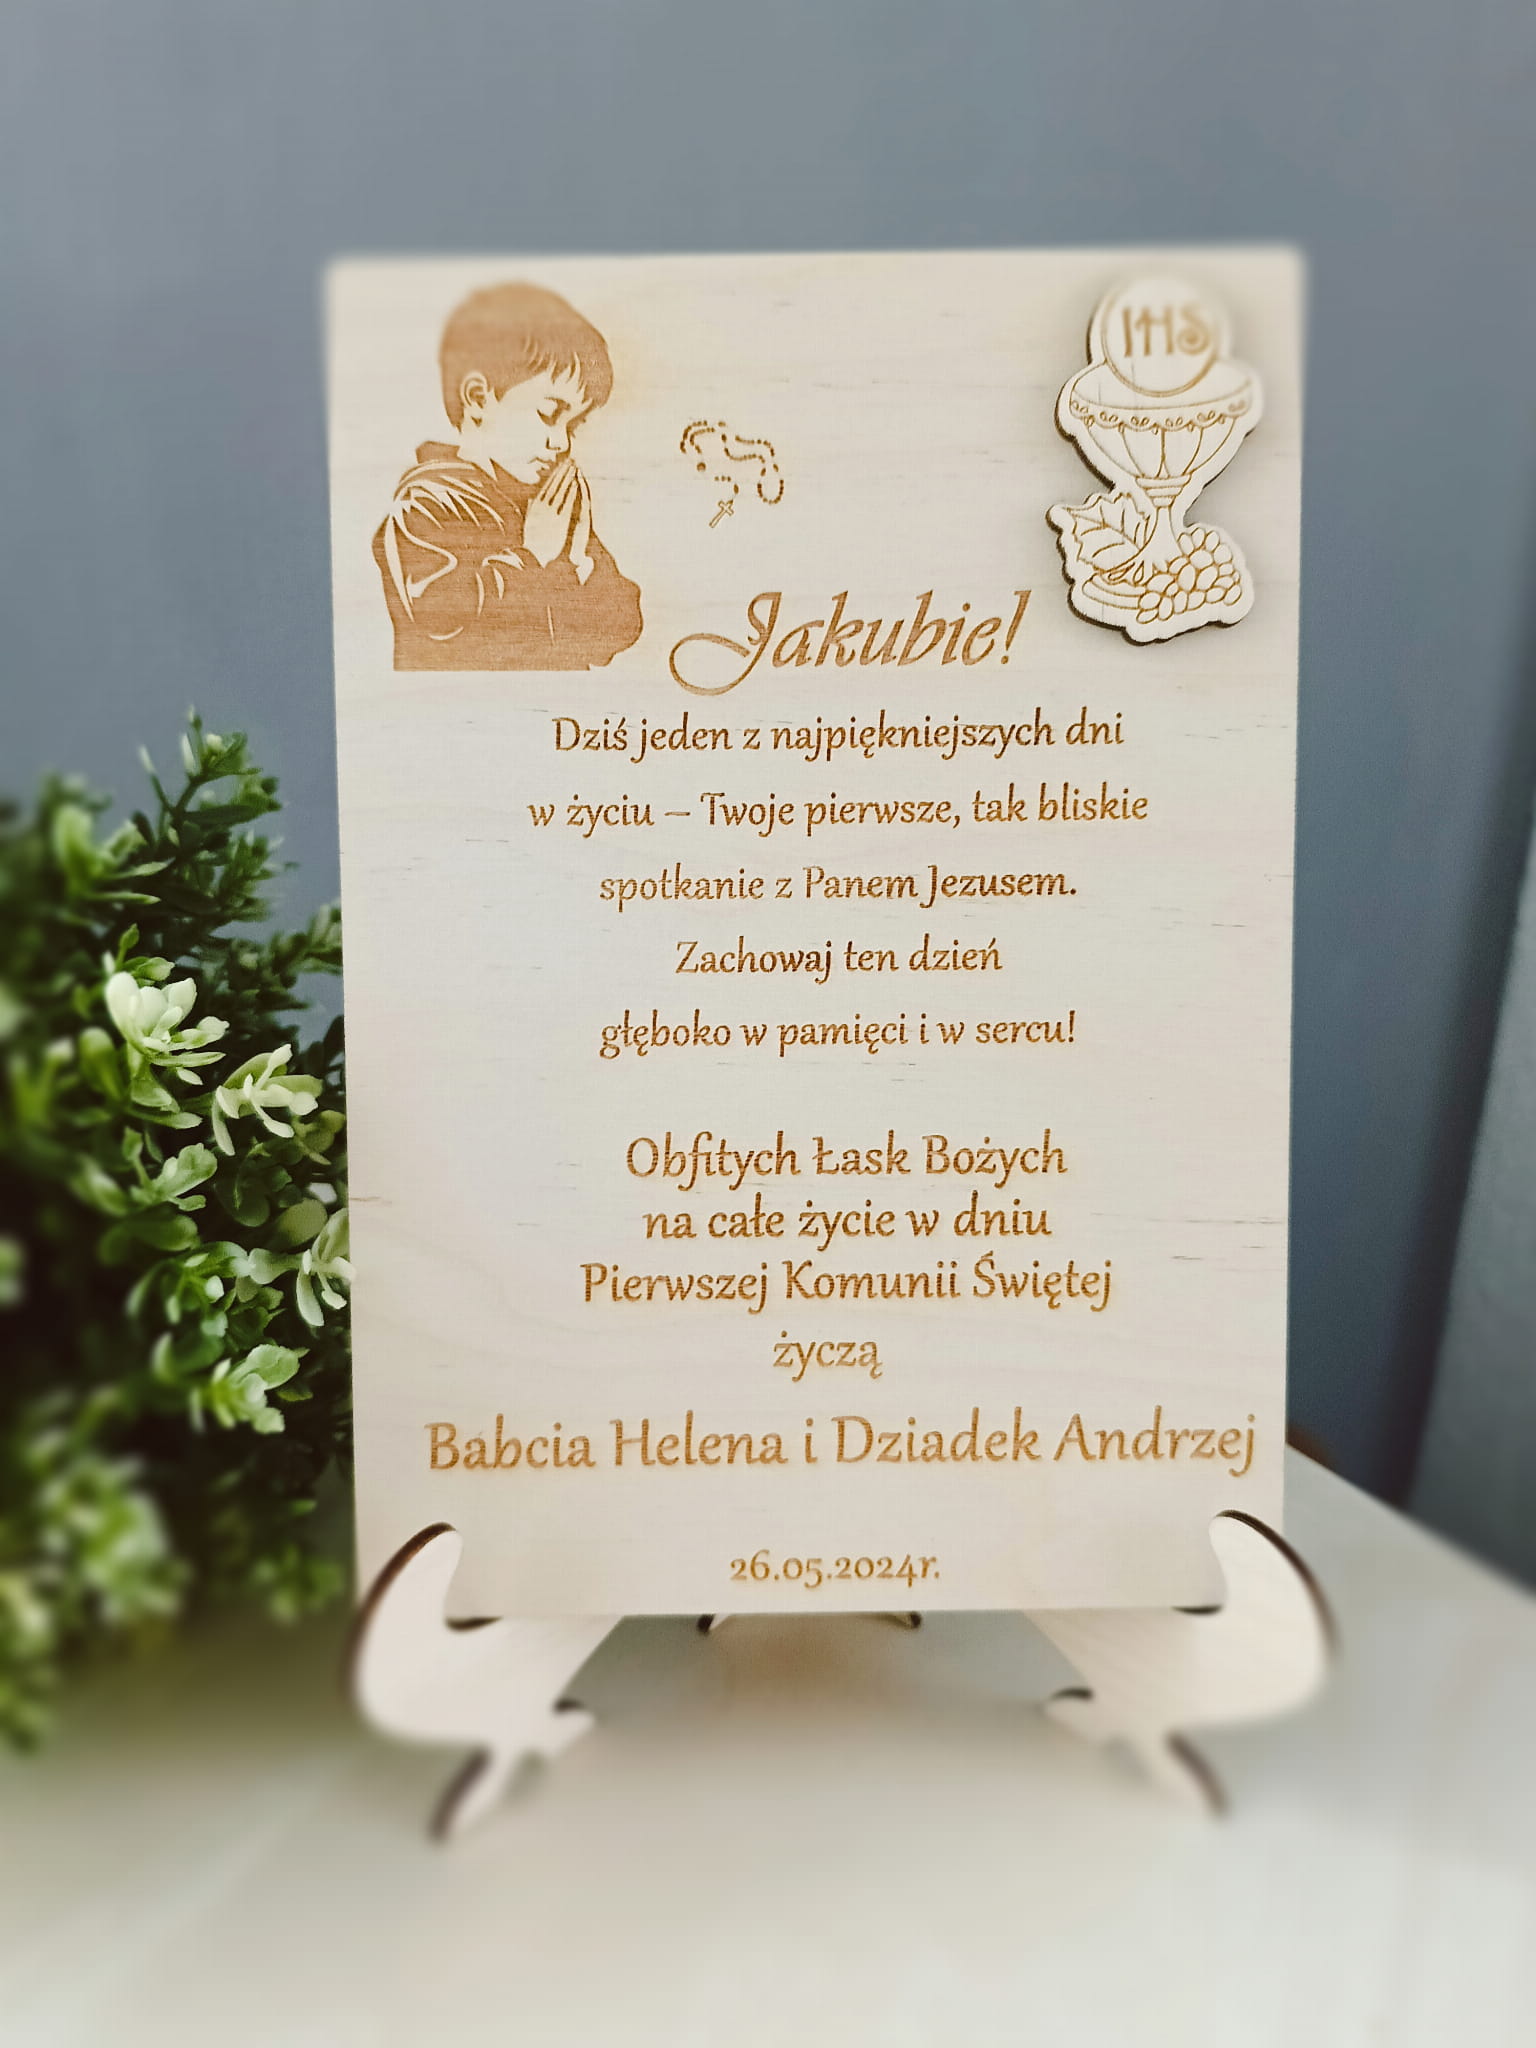 IHS
Jakubie!
Dziś jeden z najpiękniejszych dni
w życiu – Twoje pierwsze, tak bliskie
spotkanie z Panem Jezusem.
Zachowaj ten dzień
głęboko w pamięci i w sercu!
Obfitych Łask Bożych
na całe życie w dniu
Pierwszej Komunii Świętej
życzą
Babcia Helena i Dziadek Andrzej
26.05.2024r.